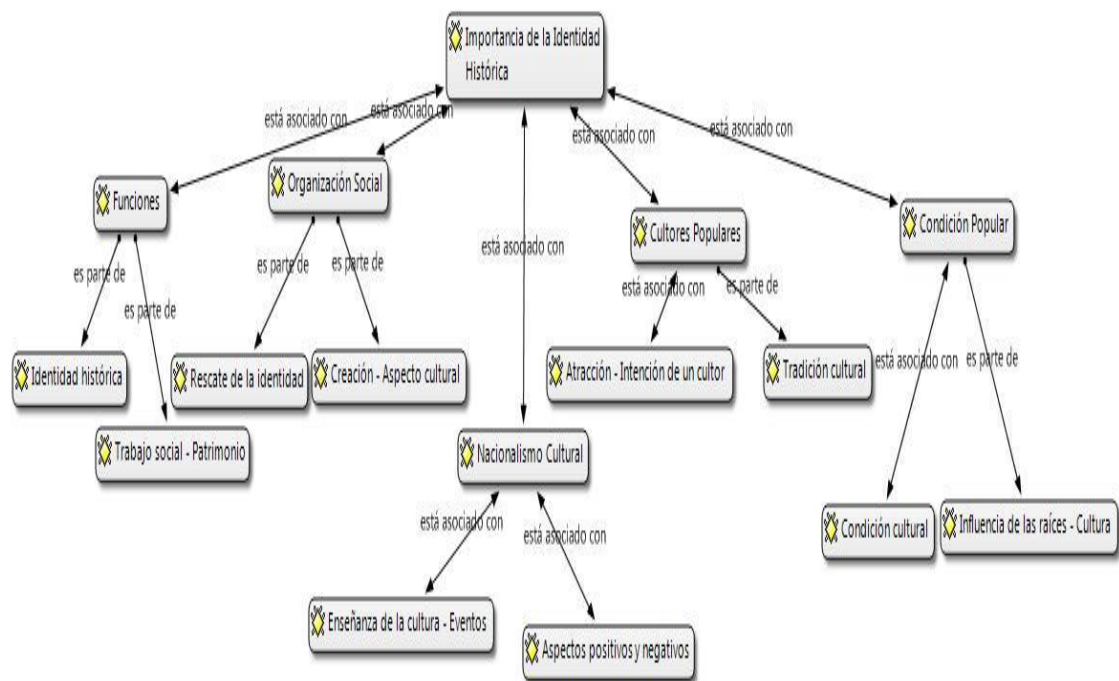 Importancia de la Identidad
Histórica
está asociado con
está asociado con
está asociado con
está asociado con
está asociado con
Funciones
Organización Social
Cultores Populares
Condición Popular
es parte de
es parte de
es parte de
es parte de
está asociado con
es parte de
está asociado con
es parte de
Identidad histórica
Rescate de la identidad
Creación - Aspecto cultural
Atracción - Intención de un cultor
Tradición cultural
Trabajo social - Patrimonio
Nacionalismo Cultural
está asociado con
está asociado con
Condición cultural
Influencia de las raíces - Cultura
Enseñanza de la cultura - Eventos
Aspectos positivos y negativos